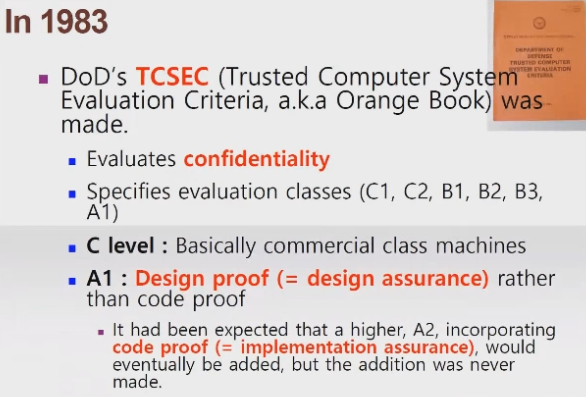 In 1983
DEPARTMENT OF
DEFENSE
TRUSTED COMPUTER
SYSTEM EVALUATION
CRITERIA
DoD's TCSEC (Trusted Computer System
Evaluation Criteria, a.k.a Orange Book) was
made.
Evaluates confidentiality
Specifies evaluation classes (C1, C2, B1, B2, B3,
A1)
C level : Basically commercial class machines
A1 : Design proof (= design assurance) rather
than code proof
It had been expected that a higher, A2, incorporating
code proof (= implementation assurance), would
eventually be added, but the addition was never
made.